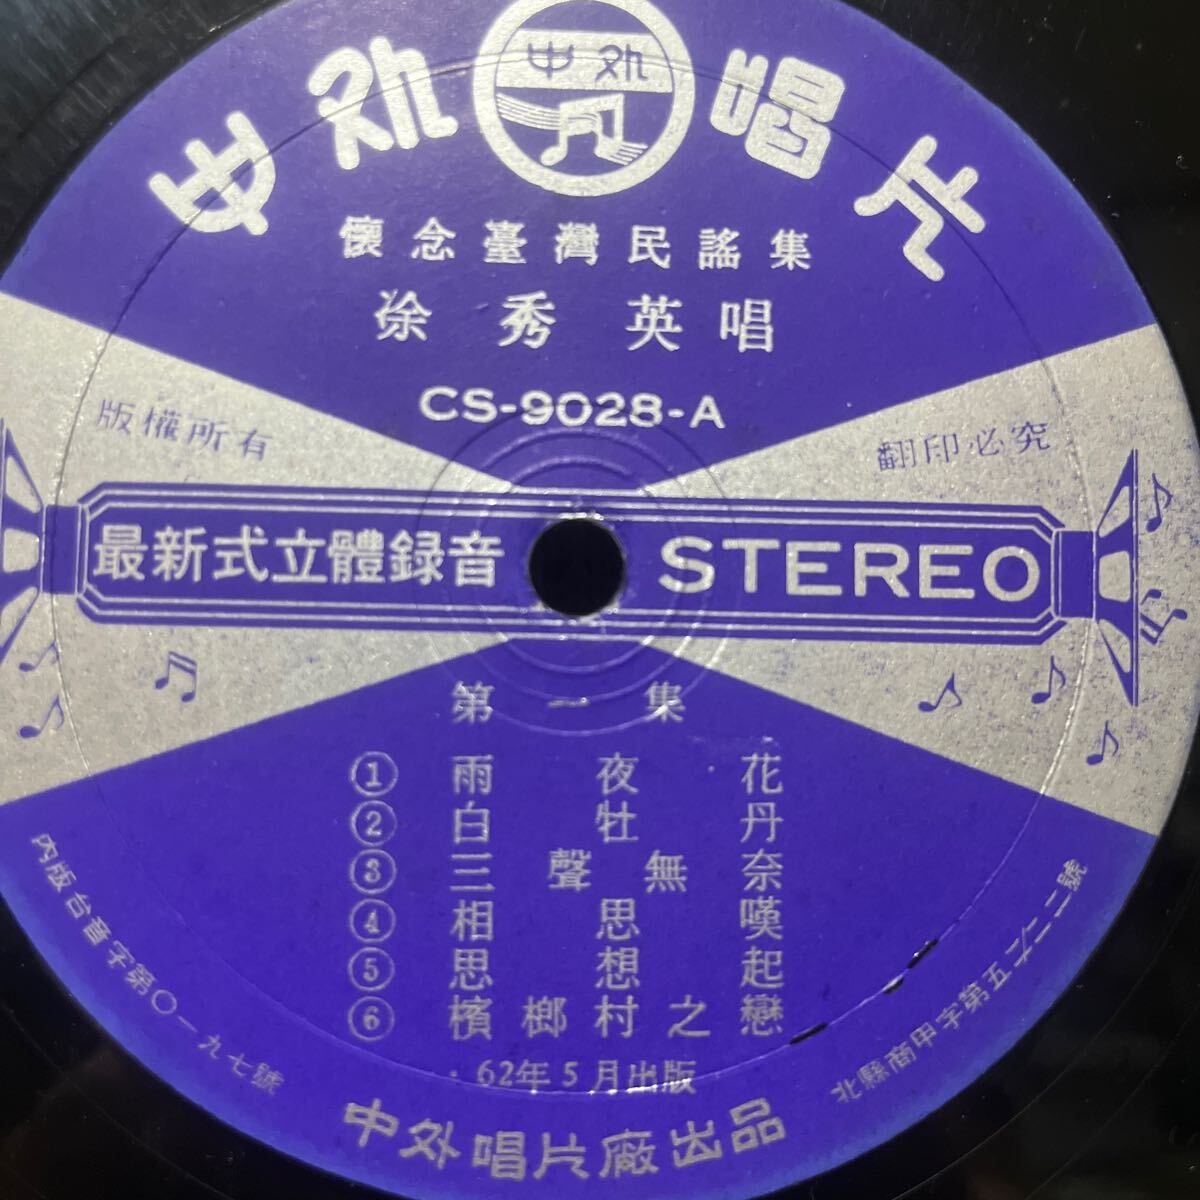 中外唱片
中外
懷念臺灣民謠集
徐秀英唱
CS-9028-A
版權所有
翻印必究
最新式立體録音
STEREO
第一集
① 雨夜花
② 白牡丹
③ 三聲無奈
④ 相思嘆
⑤ 思想起
⑥ 檳榔村之戀
62年5月出版
內版台音字第〇一九七號
北縣商甲字第五六二二號
中外唱片廠出品